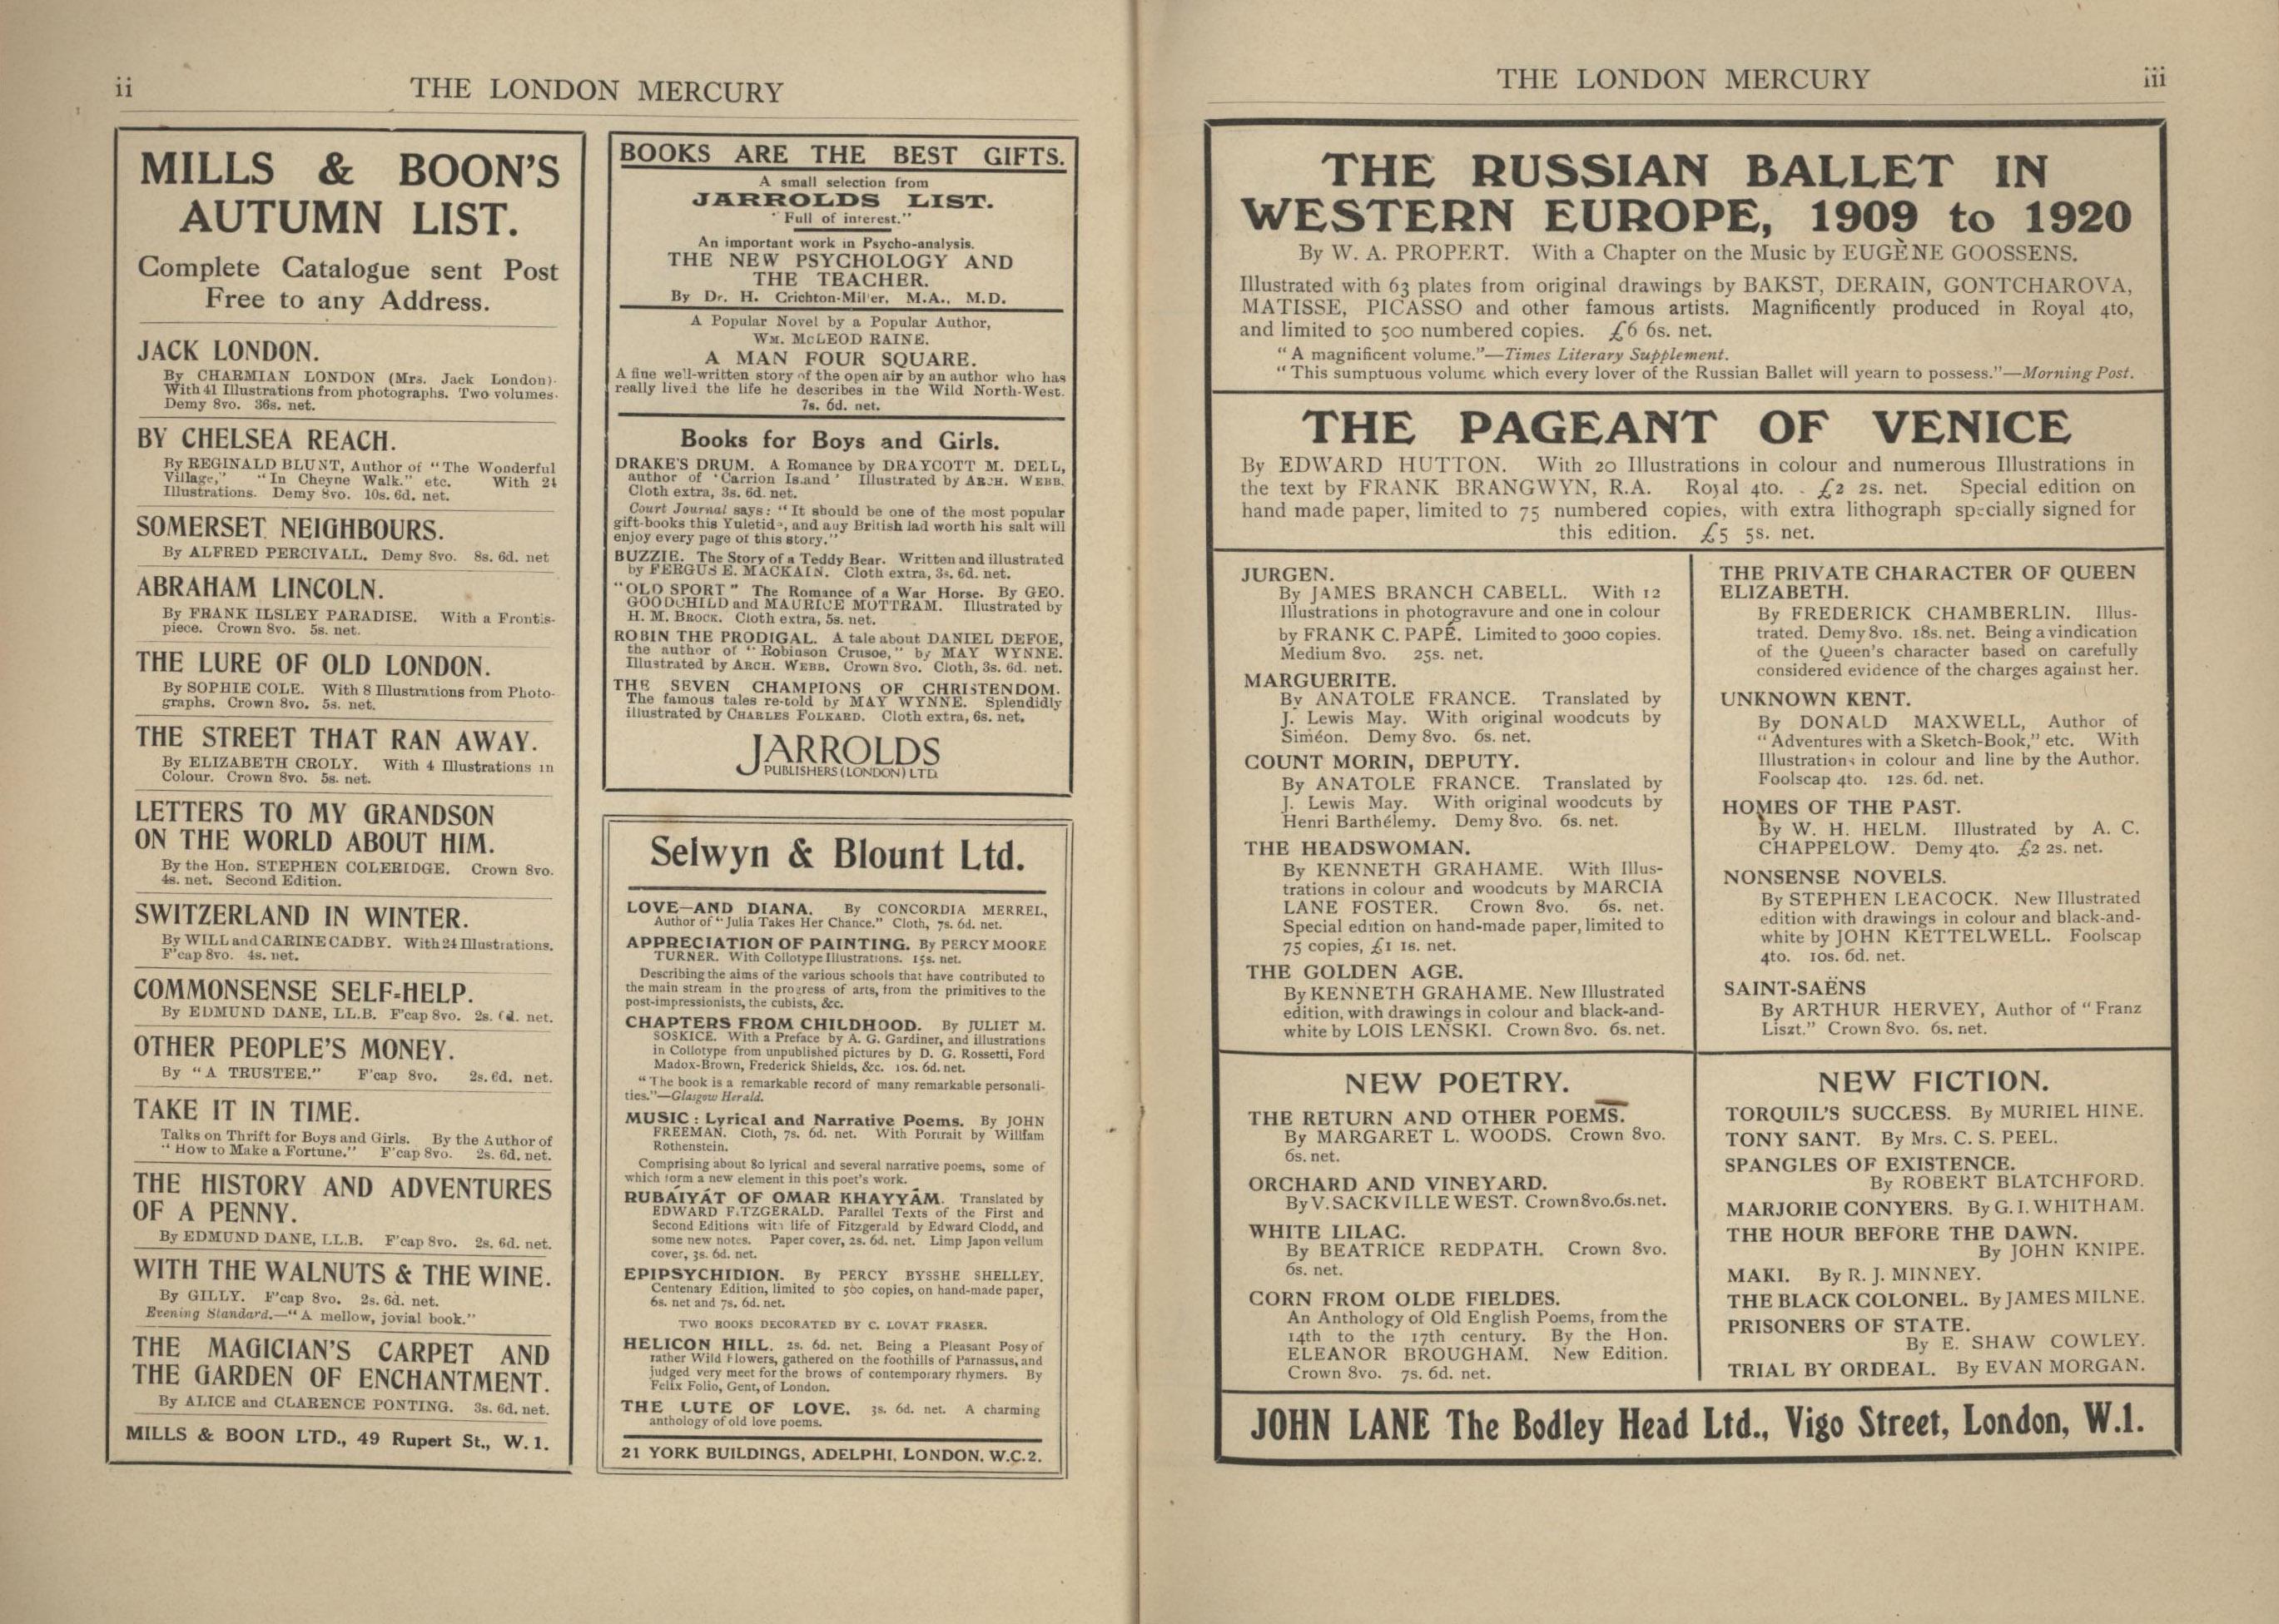 ii
THE LONDON MERCURY
MILLS & BOON'S
AUTUMN LIST.
Complete Catalogue sent Post
Free to any Address.
JACK LONDON.
By CHARMIAN LONDON (Mrs. Jack London).
With 41 Illustrations from photographs. Two volumes.
Demy 8vo. 36s. net.
BY CHELSEA REACH.
By REGINALD BLUNT, Author of "The Wonderful
Village," "In Cheyne Walk." etc. With 24
Illustrations. Demy 8vo. 10s. 6d. net.
SOMERSET NEIGHBOURS.
By ALFRED PERCIVALL. Demy 8vo. 8s. 6d. net
ABRAHAM LINCOLN.
By FRANK ILSLEY PARADISE. With a Frontis-
piece. Crown 8vo. 5s. net.
THE LURE OF OLD LONDON.
By SOPHIE COLE. With 8 Illustrations from Photo-
graphs. Crown 8vo. 5s. net.
THE STREET THAT RAN AWAY.
By ELIZABETH CROLY. With 4 Illustrations in
Colour. Crown 8vo. 5s. net.
LETTERS TO MY GRANDSON
ON THE WORLD ABOUT HIM.
By the Hon. STEPHEN COLERIDGE. Crown 8vo.
4s. net. Second Edition.
SWITZERLAND IN WINTER.
By WILL and CARINE CADBY. With 24 Illustrations.
F'cap 8vo. 4s. net.
COMMONSENSE SELF-HELP.
By EDMUND DANE, LL.B. F'cap 8vo. 2s. 6d. net.
OTHER PEOPLE'S MONEY.
By "A TRUSTEE." F'cap 8vo. 2s. 6d. net.
TAKE IT IN TIME.
Talks on Thrift for Boys and Girls. By the Author of
"How to Make a Fortune." F'cap 8vo. 2s. 6d. net.
THE HISTORY AND ADVENTURES
OF A PENNY.
By EDMUND DANE, LL.B. F'cap 8vo. 2s. 6d. net.
WITH THE WALNUTS & THE WINE.
By GILLY. F'cap 8vo. 2s. 6d. net.
Evening Standard.—"A mellow, jovial book."
THE MAGICIAN'S CARPET AND
THE GARDEN OF ENCHANTMENT.
By ALICE and CLARENCE PONTING. 3s. 6d. net.
MILLS & BOON LTD., 49 Rupert St., W. 1.
BOOKS ARE THE BEST GIFTS.
A small selection from
JARROLDS LIST.
"Full of interest."
An important work in Psycho-analysis.
THE NEW PSYCHOLOGY AND
THE TEACHER.
By Dr. H. Crichton-Miller, M.A., M.D.
A Popular Novel by a Popular Author,
WM. MCLEOD RAINE.
A MAN FOUR SQUARE.
A fine well-written story of the open air by an author who has
really lived the life he describes in the Wild North-West.
7s. 6d. net.
Books for Boys and Girls.
DRAKE'S DRUM. A Romance by DRAYCOTT M. DELL,
author of 'Carrion Island' Illustrated by ARCH. WEBB.
Cloth extra, 3s. 6d. net.
Court Journal says: "It should be one of the most popular
gift-books this Yuletide, and any British lad worth his salt will
enjoy every page of this story."
BUZZIE. The Story of a Teddy Bear. Written and illustrated
by FERGUS E. MACKAIN. Cloth extra, 3s. 6d. net.
"OLD SPORT" The Romance of a War Horse. By GEO.
GOODCHILD and MAURICE MOTTRAM. Illustrated by
H. M. BROCK. Cloth extra, 5s. net.
ROBIN THE PRODIGAL. A tale about DANIEL DEFOE,
the author of "Robinson Crusoe," by MAY WYNNE.
Illustrated by ARCH. WEBB. Crown 8vo. Cloth, 3s. 6d. net.
THE SEVEN CHAMPIONS OF CHRISTENDOM.
The famous tales re-told by MAY WYNNE. Splendidly
illustrated by CHARLES FOLKARD. Cloth extra, 6s. net.
JARROLDS
PUBLISHERS (LONDON) LTD.
Selwyn & Blount Ltd.
LOVE—AND DIANA. By CONCORDIA MERREL,
Author of "Julia Takes Her Chance." Cloth, 7s. 6d. net.
APPRECIATION OF PAINTING. By PERCY MOORE
TURNER. With Collotype Illustrations. 15s. net.
Describing the aims of the various schools that have contributed to
the main stream in the progress of arts, from the primitives to the
post-impressionists, the cubists, &c.
CHAPTERS FROM CHILDHOOD. By JULIET M.
SOSKICE. With a Preface by A. G. Gardiner, and illustrations
in Collotype from unpublished pictures by D. G. Rossetti, Ford
Madox-Brown, Frederick Shields, &c. 10s. 6d. net.
"The book is a remarkable record of many remarkable personali-
ties."—Glasgow Herald.
MUSIC: Lyrical and Narrative Poems. By JOHN
FREEMAN. Cloth, 7s. 6d. net. With Portrait by William
Rothenstein.
Comprising about 80 lyrical and several narrative poems, some of
which form a new element in this poet's work.
RUBÁIYÁT OF OMAR KHAYYÁM. Translated by
EDWARD FITZGERALD. Parallel Texts of the First and
Second Editions with life of Fitzgerald by Edward Clodd, and
some new notes. Paper cover, 2s. 6d. net. Limp Japon vellum
cover, 3s. 6d. net.
EPIPSYCHIDION. By PERCY BYSSHE SHELLEY.
Centenary Edition, limited to 500 copies, on hand-made paper,
6s. net and 7s. 6d. net.
TWO BOOKS DECORATED BY C. LOVAT FRASER.
HELICON HILL. 2s. 6d. net. Being a Pleasant Posy of
rather Wild Flowers, gathered on the foothills of Parnassus, and
judged very meet for the brows of contemporary rhymers. By
Felix Folio, Gent, of London.
THE LUTE OF LOVE. 3s. 6d. net. A charming
anthology of old love poems.
21 YORK BUILDINGS, ADELPHI, LONDON, W.C.2.
THE LONDON MERCURY
iii
THE RUSSIAN BALLET IN
WESTERN EUROPE, 1909 to 1920
By W. A. PROPERT. With a Chapter on the Music by EUGÈNE GOOSSENS.
Illustrated with 63 plates from original drawings by BAKST, DERAIN, GONTCHAROVA,
MATISSE, PICASSO and other famous artists. Magnificently produced in Royal 4to,
and limited to 500 numbered copies. £6 6s. net.
"A magnificent volume."—Times Literary Supplement.
"This sumptuous volume which every lover of the Russian Ballet will yearn to possess."—Morning Post.
THE PAGEANT OF VENICE
By EDWARD HUTTON. With 20 Illustrations in colour and numerous Illustrations in
the text by FRANK BRANGWYN, R.A. Royal 4to. £2 2s. net. Special edition on
hand made paper, limited to 75 numbered copies, with extra lithograph specially signed for
this edition. £5 5s. net.
JURGEN.
By JAMES BRANCH CABELL. With 12
Illustrations in photogravure and one in colour
by FRANK C. PAPÉ. Limited to 3000 copies.
Medium 8vo. 25s. net.
MARGUERITE.
By ANATOLE FRANCE. Translated by
J. Lewis May. With original woodcuts by
Siméon. Demy 8vo. 6s. net.
COUNT MORIN, DEPUTY.
By ANATOLE FRANCE. Translated by
J. Lewis May. With original woodcuts by
Henri Barthélemy. Demy 8vo. 6s. net.
THE HEADSWOMAN.
By KENNETH GRAHAME. With Illus-
trations in colour and woodcuts by MARCIA
LANE FOSTER. Crown 8vo. 6s. net.
Special edition on hand-made paper, limited to
75 copies, £1 1s. net.
THE GOLDEN AGE.
By KENNETH GRAHAME. New Illustrated
edition, with drawings in colour and black-and-
white by LOIS LENSKI. Crown 8vo. 6s. net.
THE PRIVATE CHARACTER OF QUEEN
ELIZABETH.
By FREDERICK CHAMBERLIN. Illus-
trated. Demy 8vo. 18s. net. Being a vindication
of the Queen's character based on carefully
considered evidence of the charges against her.
UNKNOWN KENT.
By DONALD MAXWELL, Author of
"Adventures with a Sketch-Book," etc. With
Illustrations in colour and line by the Author.
Foolscap 4to. 12s. 6d. net.
HOMES OF THE PAST.
By W. H. HELM. Illustrated by A. C.
CHAPPELOW. Demy 4to. £2 2s. net.
NONSENSE NOVELS.
By STEPHEN LEACOCK. New Illustrated
edition with drawings in colour and black-and-
white by JOHN KETTELWELL. Foolscap
4to. 10s. 6d. net.
SAINT-SAËNS
By ARTHUR HERVEY, Author of "Franz
Liszt." Crown 8vo. 6s. net.
NEW POETRY.
THE RETURN AND OTHER POEMS.
By MARGARET L. WOODS. Crown 8vo.
6s. net.
ORCHARD AND VINEYARD.
By V. SACKVILLE WEST. Crown 8vo. 6s. net.
WHITE LILAC.
By BEATRICE REDPATH. Crown 8vo.
6s. net.
CORN FROM OLDE FIELDES.
An Anthology of Old English Poems, from the
14th to the 17th century. By the Hon.
ELEANOR BROUGHAM. New Edition.
Crown 8vo. 7s. 6d. net.
NEW FICTION.
TORQUIL'S SUCCESS. By MURIEL HINE.
TONY SANT. By Mrs. C. S. PEEL.
SPANGLES OF EXISTENCE.
By ROBERT BLATCHFORD.
MARJORIE CONYERS. By G. I. WHITHAM.
THE HOUR BEFORE THE DAWN.
By JOHN KNIPE.
MAKI. By R. J. MINNEY.
THE BLACK COLONEL. By JAMES MILNE.
PRISONERS OF STATE.
By E. SHAW COWLEY.
TRIAL BY ORDEAL. By EVAN MORGAN.
JOHN LANE The Bodley Head Ltd., Vigo Street, London, W.1.